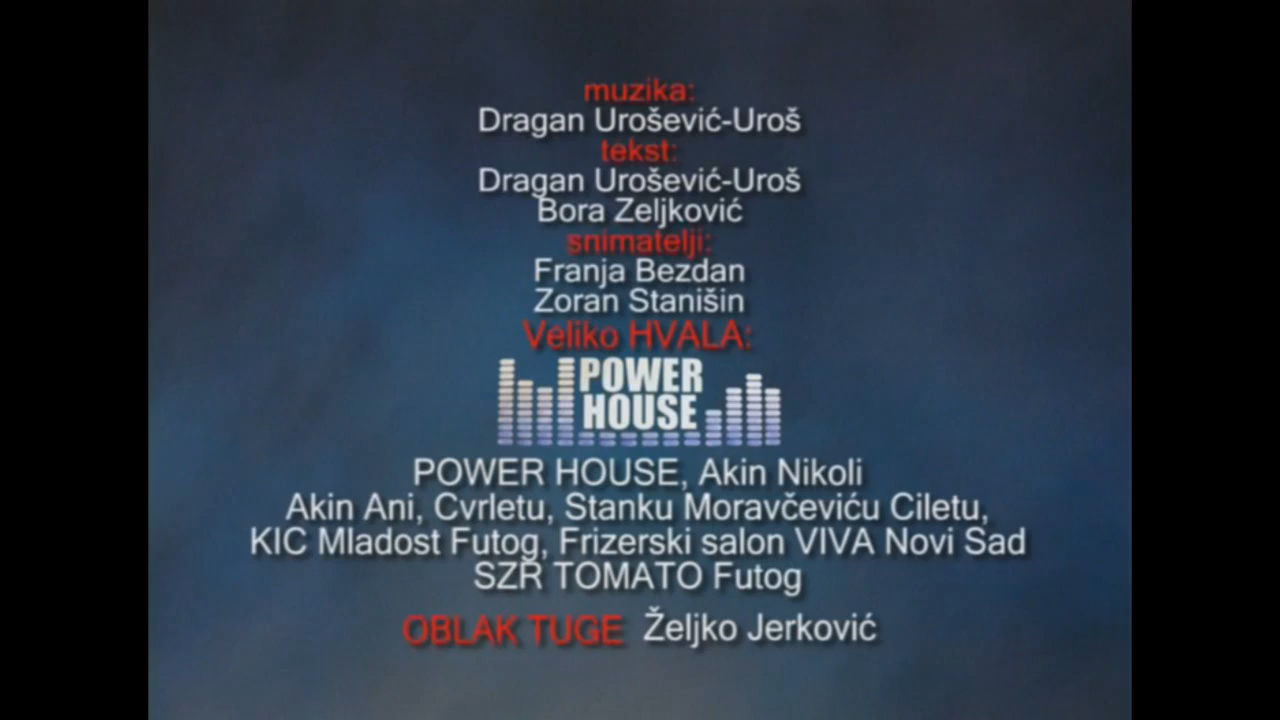 muzika:
Dragan Urošević-Uroš
tekst:
Dragan Urošević-Uroš
Bora Zeljković
snimatelji:
Franja Bezdan
Zoran Stanišin
Veliko HVALA:
POWER
HOUSE
POWER HOUSE, Akin Nikoli
Akin Ani, Cvrletu, Stanku Moravčeviću Ciletu,
KIC Mladost Futog, Frizerski salon VIVA Novi Sad
SZR TOMATO Futog
OBLAK TUGE Željko Jerković